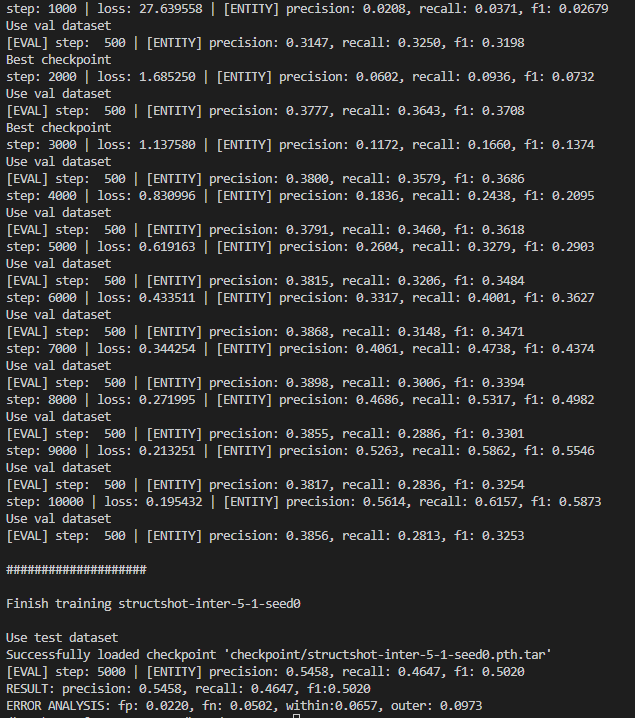 step: 1000 | loss: 27.639558 | [ENTITY] precision: 0.0208, recall: 0.0371, f1: 0.02679
Use val dataset
[EVAL] step:  500 | [ENTITY] precision: 0.3147, recall: 0.3250, f1: 0.3198
Best checkpoint
step: 2000 | loss: 1.685250 | [ENTITY] precision: 0.0602, recall: 0.0936, f1: 0.0732
Use val dataset
[EVAL] step:  500 | [ENTITY] precision: 0.3777, recall: 0.3643, f1: 0.3708
Best checkpoint
step: 3000 | loss: 1.137580 | [ENTITY] precision: 0.1172, recall: 0.1660, f1: 0.1374
Use val dataset
[EVAL] step:  500 | [ENTITY] precision: 0.3800, recall: 0.3579, f1: 0.3686
step: 4000 | loss: 0.830996 | [ENTITY] precision: 0.1836, recall: 0.2438, f1: 0.2095
Use val dataset
[EVAL] step:  500 | [ENTITY] precision: 0.3791, recall: 0.3460, f1: 0.3618
step: 5000 | loss: 0.619163 | [ENTITY] precision: 0.2604, recall: 0.3279, f1: 0.2903
Use val dataset
[EVAL] step:  500 | [ENTITY] precision: 0.3815, recall: 0.3206, f1: 0.3484
step: 6000 | loss: 0.433511 | [ENTITY] precision: 0.3317, recall: 0.4001, f1: 0.3627
Use val dataset
[EVAL] step:  500 | [ENTITY] precision: 0.3868, recall: 0.3148, f1: 0.3471
step: 7000 | loss: 0.344254 | [ENTITY] precision: 0.4061, recall: 0.4738, f1: 0.4374
Use val dataset
[EVAL] step:  500 | [ENTITY] precision: 0.3898, recall: 0.3006, f1: 0.3394
step: 8000 | loss: 0.271995 | [ENTITY] precision: 0.4686, recall: 0.5317, f1: 0.4982
Use val dataset
[EVAL] step:  500 | [ENTITY] precision: 0.3855, recall: 0.2886, f1: 0.3301
step: 9000 | loss: 0.213251 | [ENTITY] precision: 0.5263, recall: 0.5862, f1: 0.5546
Use val dataset
[EVAL] step:  500 | [ENTITY] precision: 0.3817, recall: 0.2836, f1: 0.3254
step: 10000 | loss: 0.195432 | [ENTITY] precision: 0.5614, recall: 0.6157, f1: 0.5873
Use val dataset
[EVAL] step:  500 | [ENTITY] precision: 0.3856, recall: 0.2813, f1: 0.3253
####################
Finish training structshot-inter-5-1-seed0
Use test dataset
Successfully loaded checkpoint 'checkpoint/structshot-inter-5-1-seed0.pth.tar'
[EVAL] step: 5000 | [ENTITY] precision: 0.5458, recall: 0.4647, f1: 0.5020
RESULT: precision: 0.5458, recall: 0.4647, f1:0.5020
ERROR ANALYSIS: fp: 0.0220, fn: 0.0502, within:0.0657, outer: 0.0973